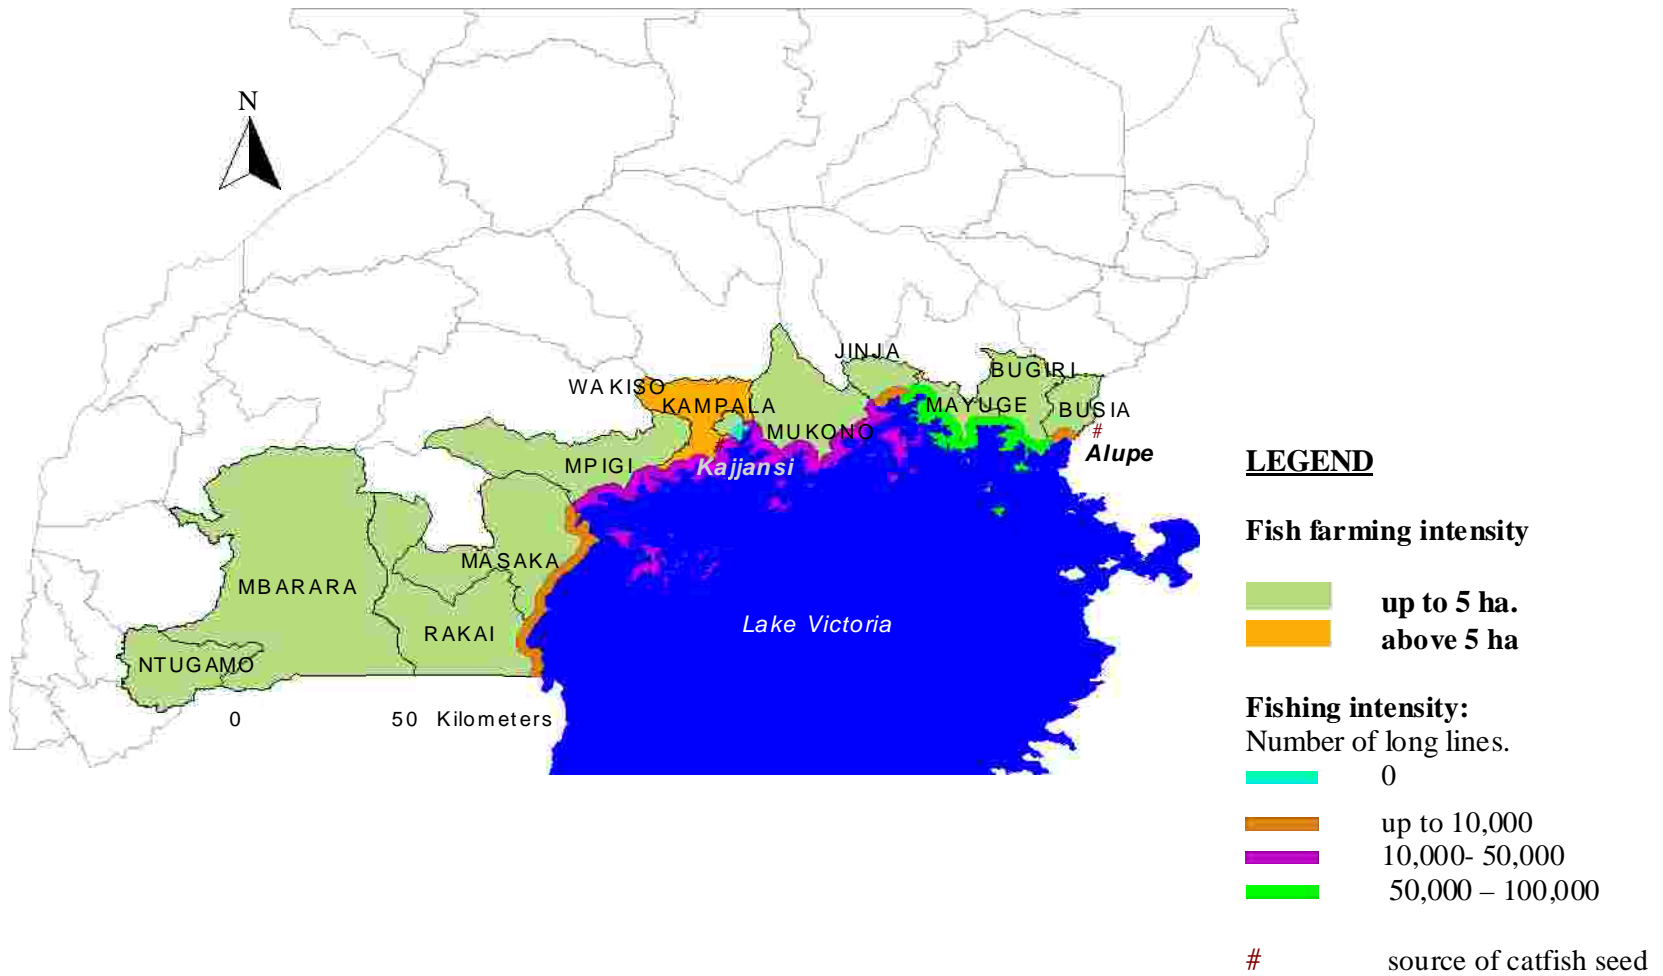 N
JINJA
BUGIRI
WAKISO
KAMPALA
MAYUGE
BUSIA
MUKONO
#
#
Alupe
MPIGI
Kajjansi
MASAKA
MBARARA
RAKAI
Lake Victoria
NTUGAMO
0 50 Kilometers
LEGEND
Fish farming intensity
up to 5 ha.
above 5 ha
Fishing intensity:
Number of long lines.
0
up to 10,000
10,000- 50,000
50,000 – 100,000
# source of catfish seed